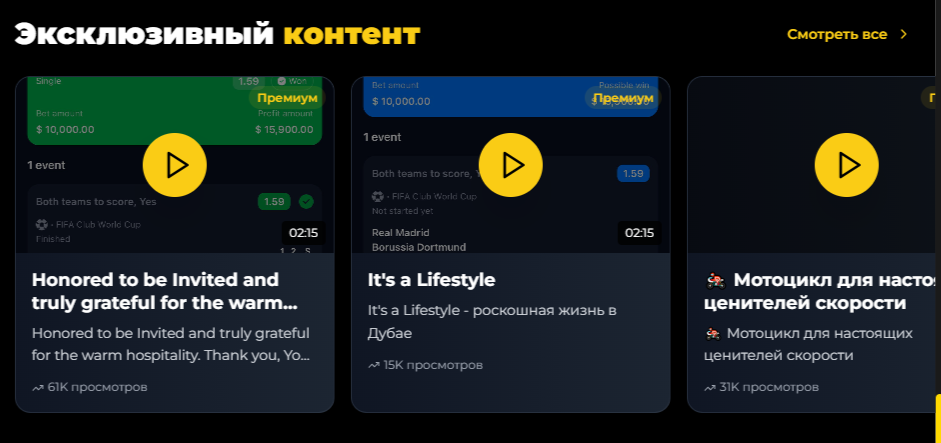 Эксклюзивный контент
Смотреть все
Single 1.59 Won
Премиум
Bet amount Profit amount
$ 10,000.00 $ 15,900.00
1 event
Both teams to score, Yes 1.59
- FIFA Club World Cup
Finished
02:15
1 2 S
Honored to be Invited and
truly grateful for the warm...
Honored to be Invited and truly grateful
for the warm hospitality. Thank you, Yo...
61K просмотров
Bet amount Possible win
Премиум
$ 10,000.00
1 event
Both teams to score, Y 1.59
- FIFA Club World Cup
Not started yet
Real Madrid
02:15
Borussia Dortmund
It's a Lifestyle
It's a Lifestyle - роскошная жизнь в
Дубае
15K просмотров
Мотоцикл для насто
ценителей скорости
Мотоцикл для настоящих
ценителей скорости
31K просмотров